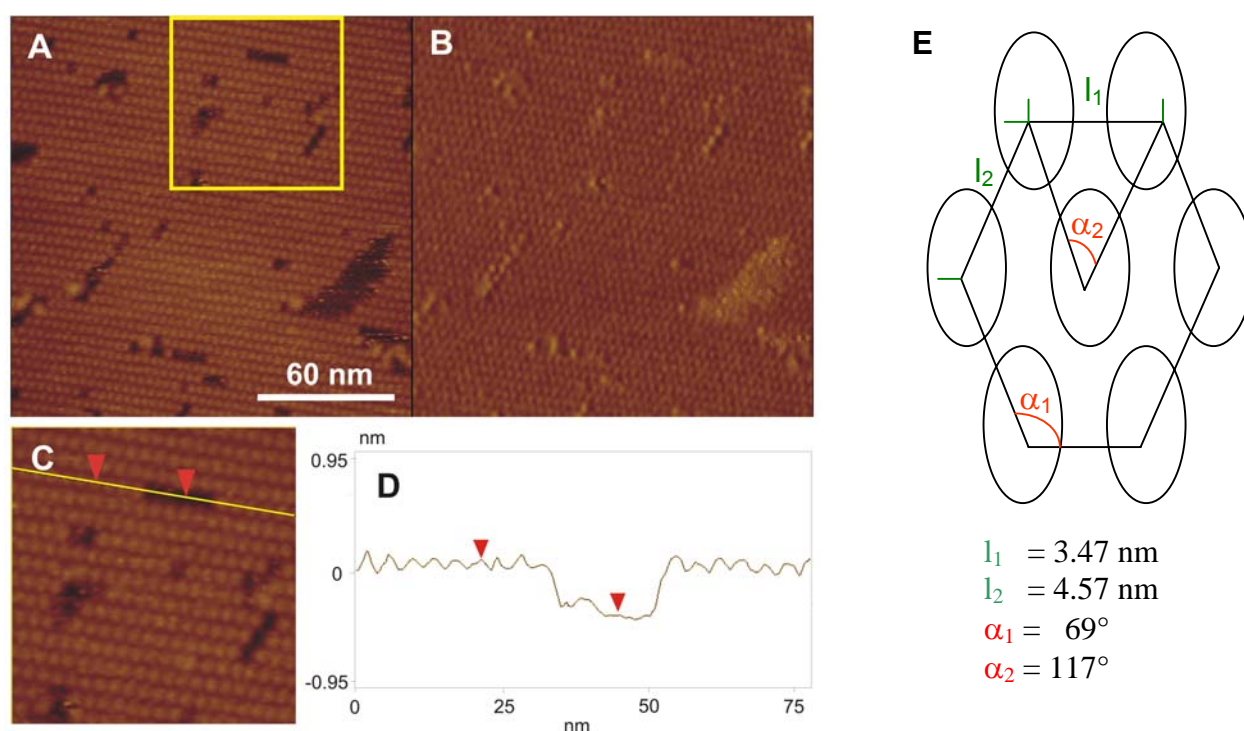 A
B
60 nm
C
nm
0.95
0
-0.95
D
0 25 50 75
nm
E
l₁
l₂
α₂
α₁
l₁ = 3.47 nm
l₂ = 4.57 nm
α₁ = 69°
α₂ = 117°